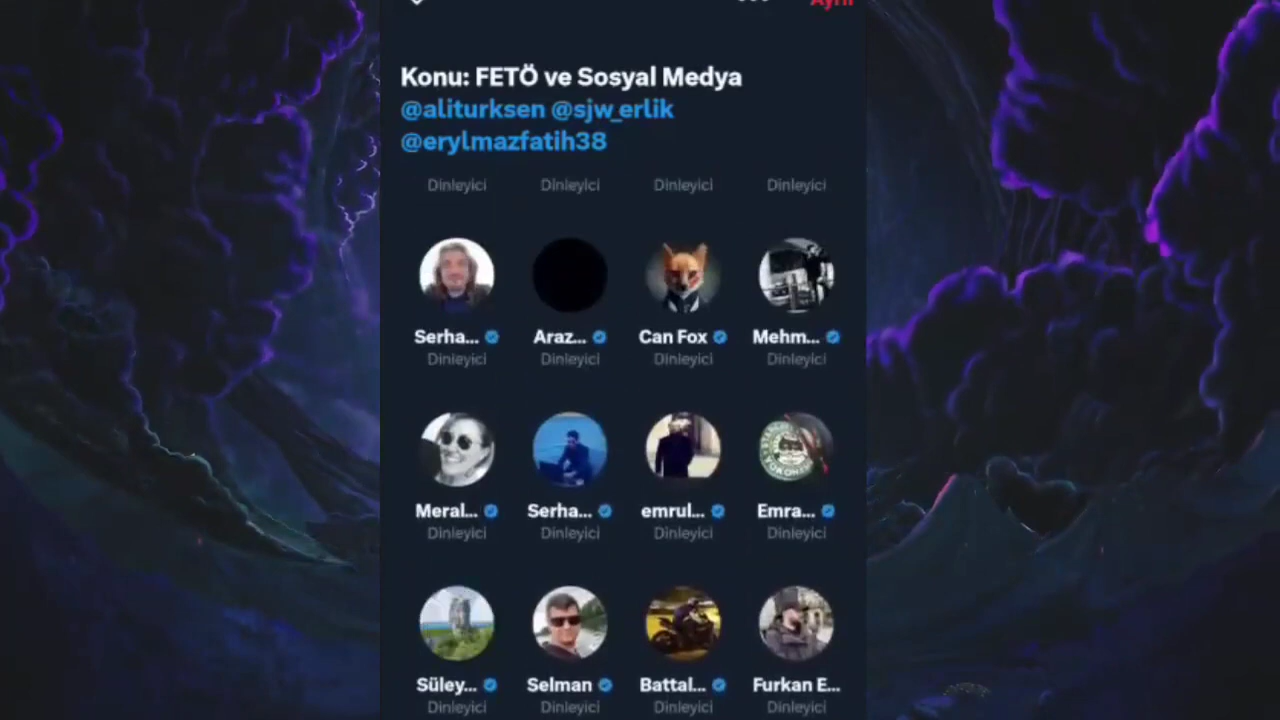 Ayrıl
Konu: FETÖ ve Sosyal Medya
@aliturksen @sjw_erlik
@erylmazfatih38
Dinleyici Dinleyici Dinleyici Dinleyici
Serha... Araz... Can Fox Mehm...
Dinleyici Dinleyici Dinleyici Dinleyici
Meral... Serha... emrul... Emra...
Dinleyici Dinleyici Dinleyici Dinleyici
Süley... Selman Battal... Furkan E...
Dinleyici Dinleyici Dinleyici Dinleyici